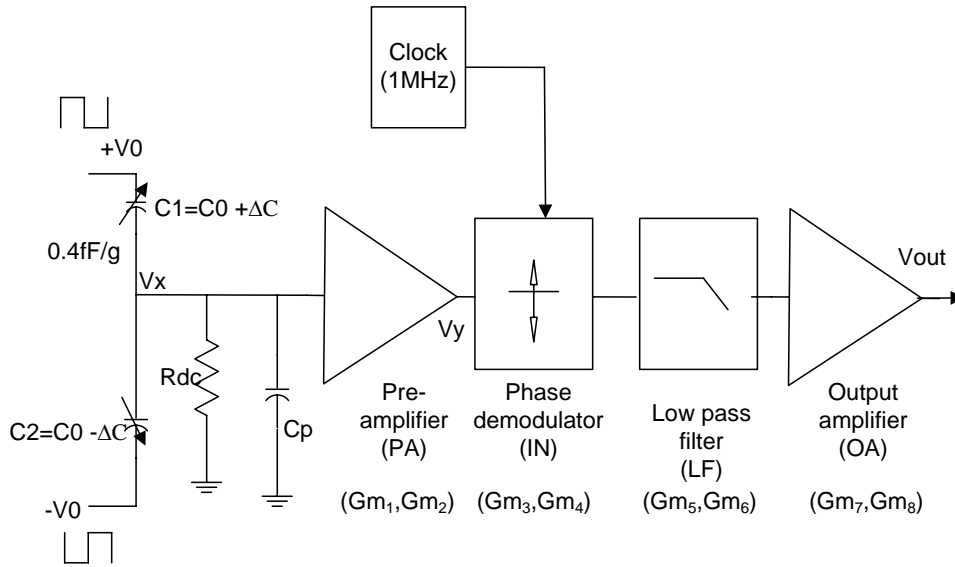 Clock
(1MHz)
+V0
C1=C0 +ΔC
0.4fF/g
Vx
Vout
Vy
Rdc
Cp
C2=C0 -ΔC
-V0
Pre-
amplifier
(PA)
Phase
demodulator
(IN)
Low pass
filter
(LF)
Output
amplifier
(OA)
(Gm₁,Gm₂)
(Gm₃,Gm₄)
(Gm₅,Gm₆)
(Gm₇,Gm₈)